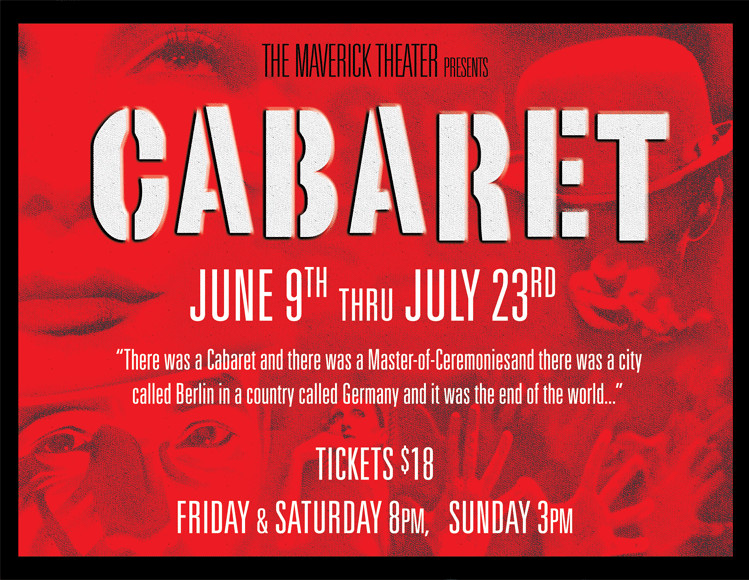 THE MAVERICK THEATER PRESENTS
CABARET
JUNE 9TH THRU JULY 23RD
“There was a Cabaret and there was a Master-of-Ceremoniesand there was a city
called Berlin in a country called Germany and it was the end of the world...”
TICKETS $18
FRIDAY & SATURDAY 8PM, SUNDAY 3PM